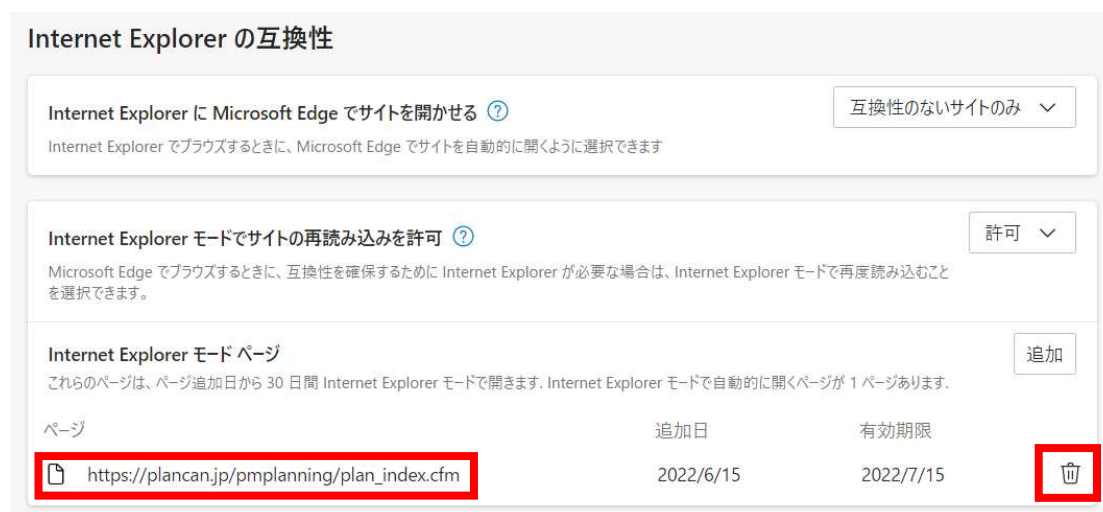 Internet Explorer の互換性
Internet Explorer に Microsoft Edge でサイトを開かせる ?
互換性のないサイトのみ
Internet Explorer でブラウズするときに、Microsoft Edge でサイトを自動的に開くように選択できます
Internet Explorer モードでサイトの再読み込みを許可 ?
許可
Microsoft Edge でブラウズするときに、互換性を確保するために Internet Explorer が必要な場合は、Internet Explorer モードで再度読み込むこと
を選択できます。
Internet Explorer モード ページ
追加
これらのページは、ページ追加日から 30 日間 Internet Explorer モードで開きます. Internet Explorer モードで自動的に開くページが 1 ページあります.
ページ 追加日 有効期限
https://plancan.jp/pmplanning/plan_index.cfm 2022/6/15 2022/7/15